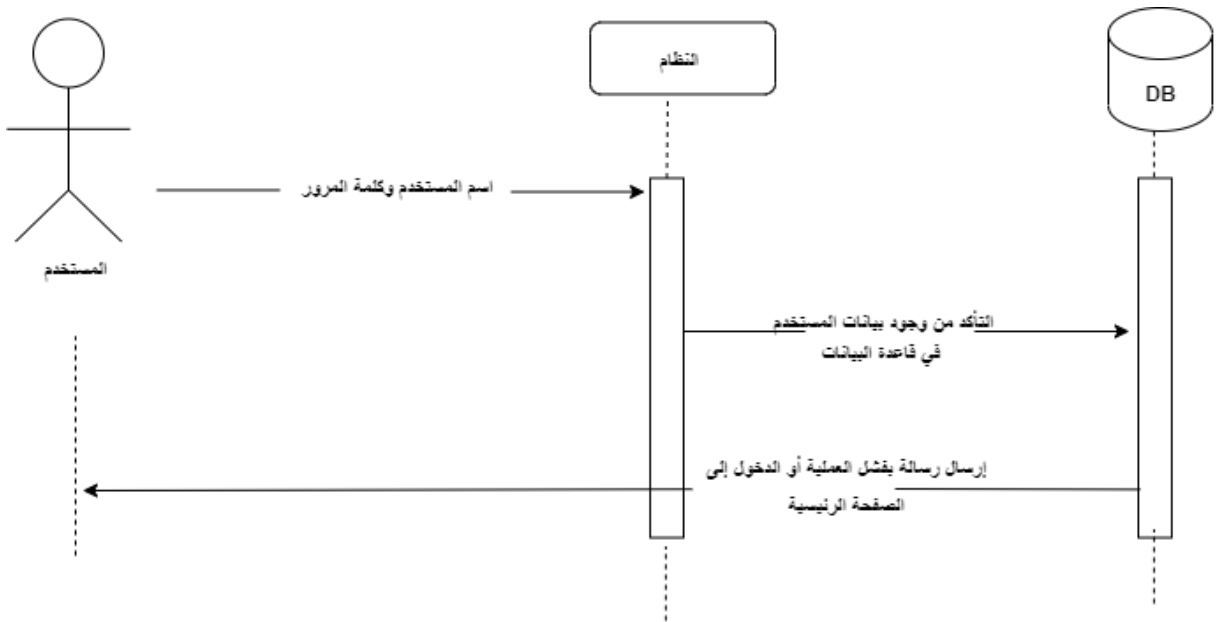 النظام
DB
اسم المستخدم وكلمة المرور
المستخدم
التأكد من وجود بيانات المستخدم
في قاعدة البيانات
إرسال رسالة بفشل العملية أو الدخول إلى
الصفحة الرئيسية